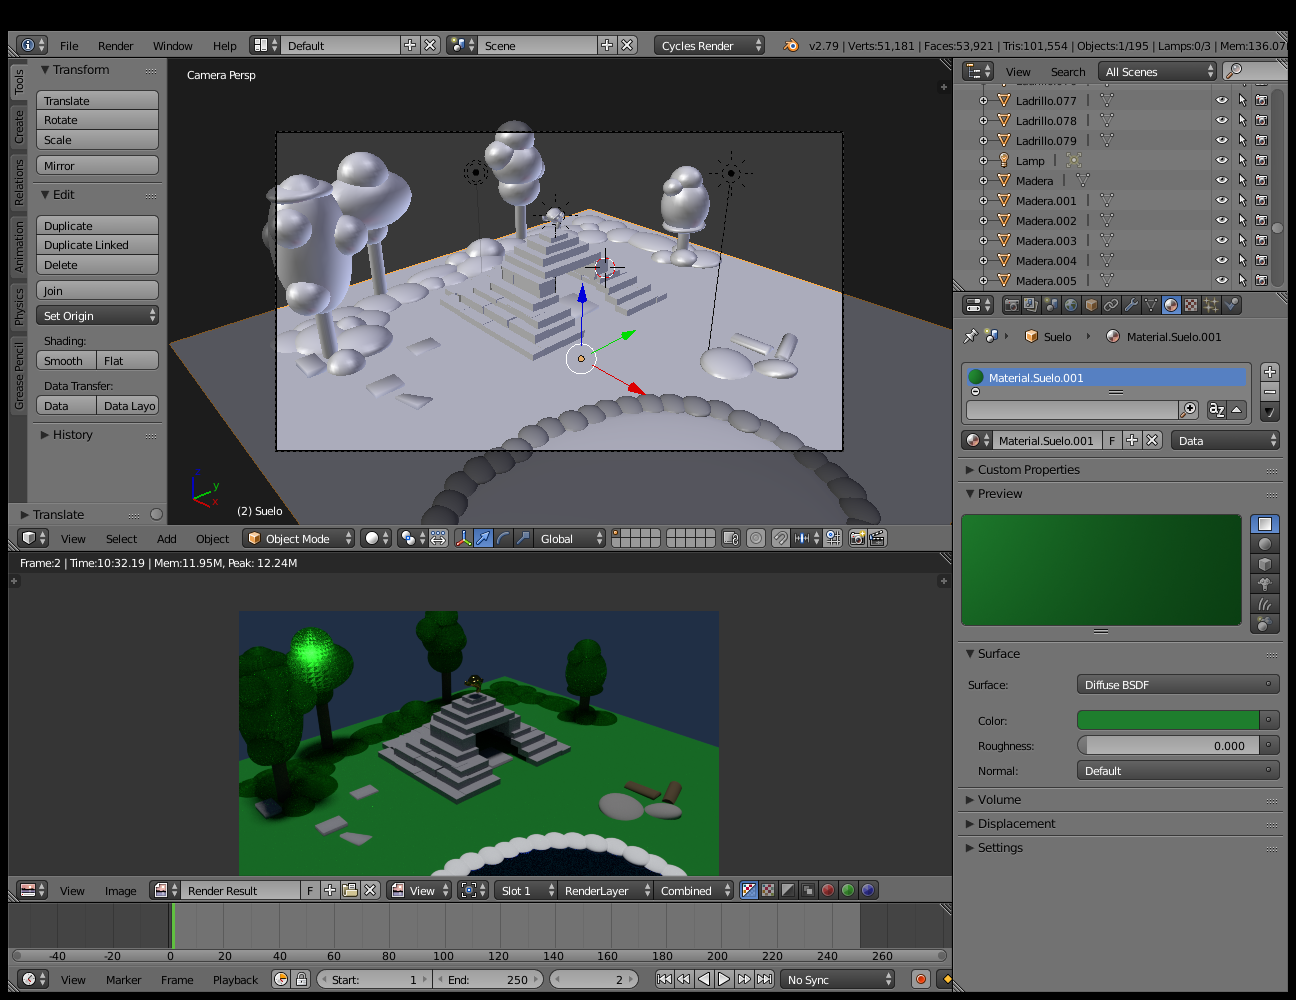 File Render Window Help Default Scene Cycles Render v2.79 | Verts:51,181 | Faces:53,921 | Tris:101,554 | Objects:1/195 | Lamps:0/3 | Mem:136.07
Tools
Create
Relations
Animation
Physics
Grease Pencil
Transform
Translate
Rotate
Scale
Mirror
Edit
Duplicate
Duplicate Linked
Delete
Join
Set Origin
Shading:
Smooth Flat
Data Transfer:
Data Data Layo
History
Translate
Camera Persp
z
y
x
(2) Suelo
View Select Add Object Object Mode Global
Frame:2 | Time:10:32.19 | Mem:11.95M, Peak: 12.24M
View Image Render Result F View Slot 1 RenderLayer Combined
-40 -20 0 20 40 60 80 100 120 140 160 180 200 220 240 260
View Marker Frame Playback Start: 1 End: 250 2 No Sync
View Search All Scenes
Ladrillo.077
Ladrillo.078
Ladrillo.079
Lamp
Madera
Madera.001
Madera.002
Madera.003
Madera.004
Madera.005
Suelo Material.Suelo.001
Material.Suelo.001
az
Material.Suelo.001 F Data
Custom Properties
Preview
Surface
Surface: Diffuse BSDF
Color:
Roughness: 0.000
Normal: Default
Volume
Displacement
Settings